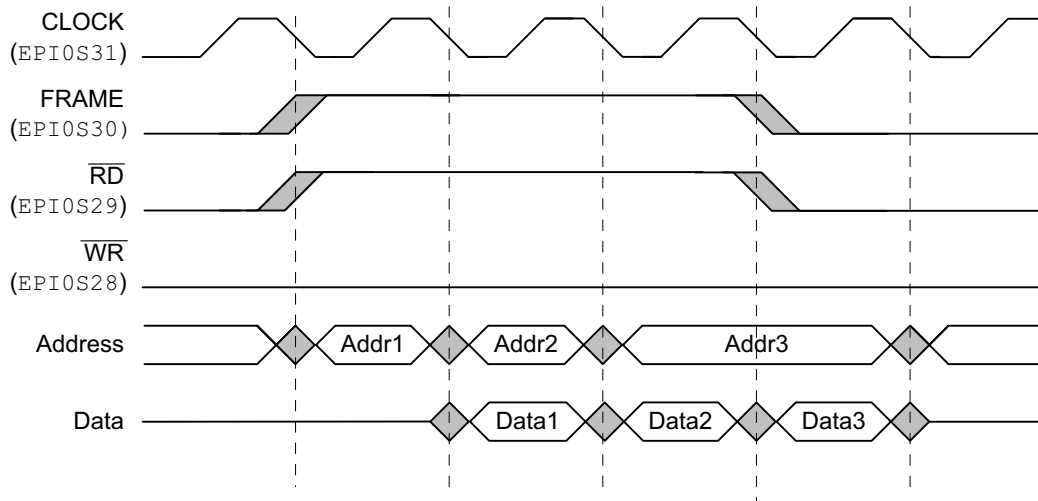 CLOCK
(EPI0S31)
FRAME
(EPI0S30)
RD
(EPI0S29)
WR
(EPI0S28)
Address Addr1 Addr2 Addr3
Data Data1 Data2 Data3